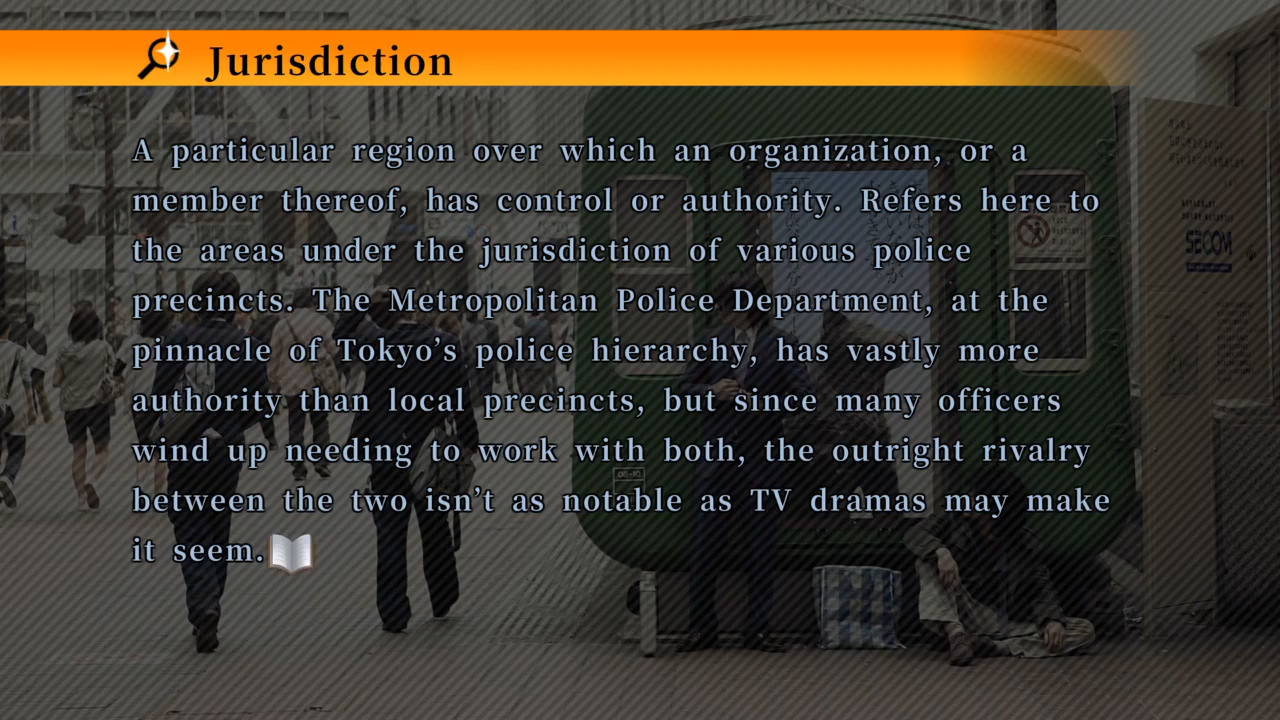 Jurisdiction
A particular region over which an organization, or a
member thereof, has control or authority. Refers here to
the areas under the jurisdiction of various police
precincts. The Metropolitan Police Department, at the
pinnacle of Tokyo's police hierarchy, has vastly more
authority than local precincts, but since many officers
wind up needing to work with both, the outright rivalry
between the two isn't as notable as TV dramas may make
it seem.
SECOM